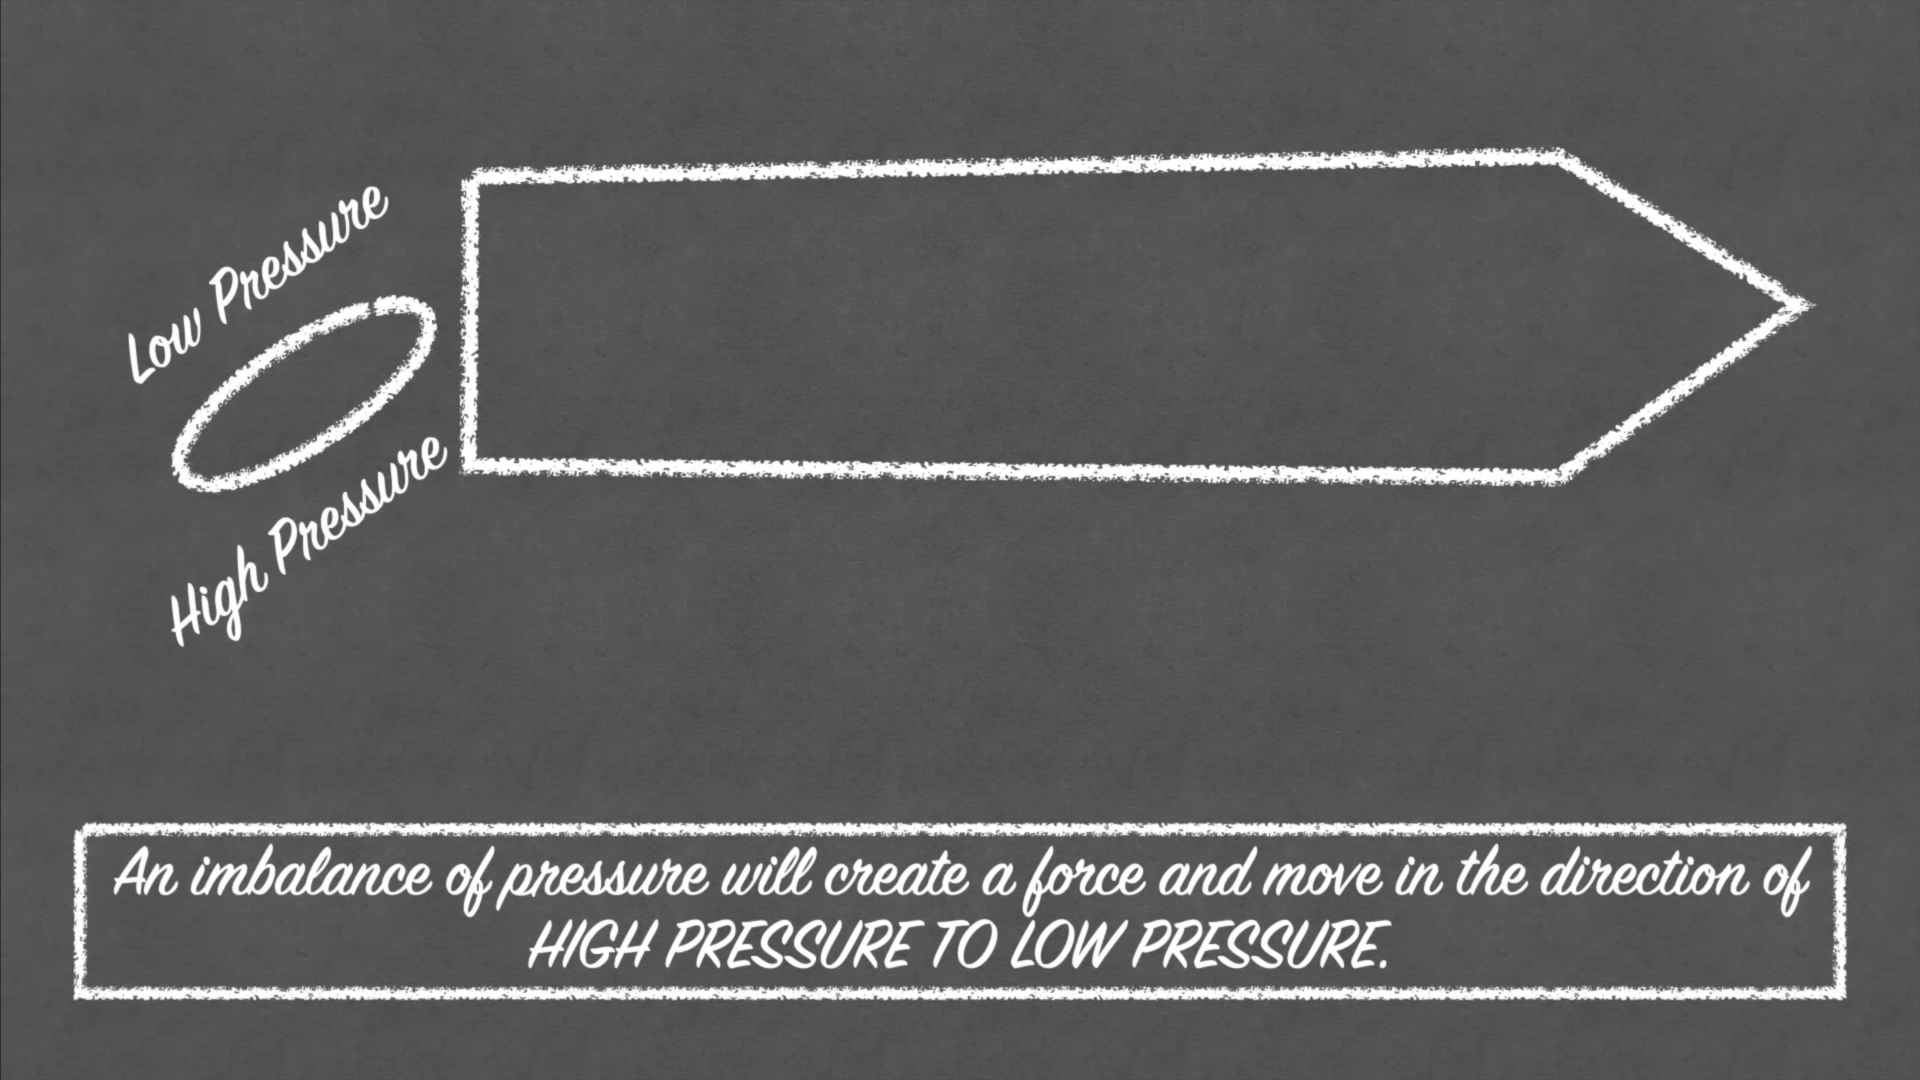 Low Pressure
High Pressure
An imbalance of pressure will create a force and move in the direction of
HIGH PRESSURE TO LOW PRESSURE.